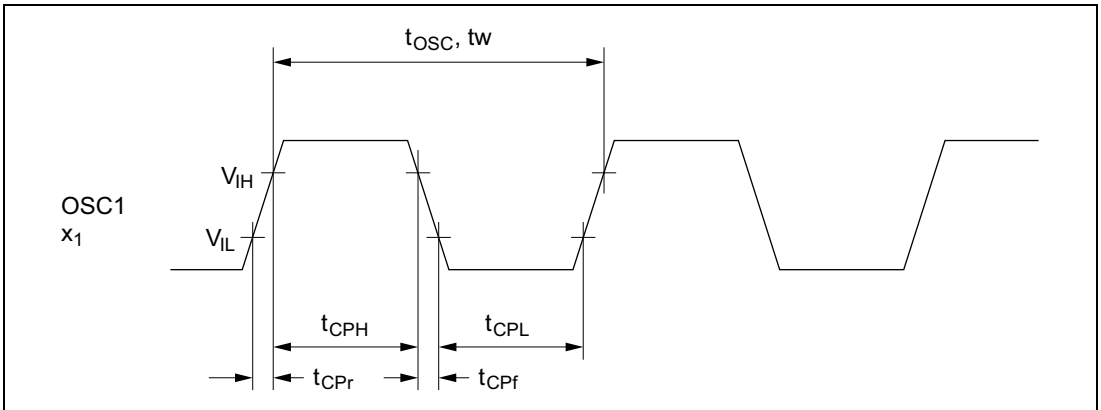 tOSC, tw
VIH
OSC1
x1
VIL
tCPH
tCPL
tCPr
tCPf